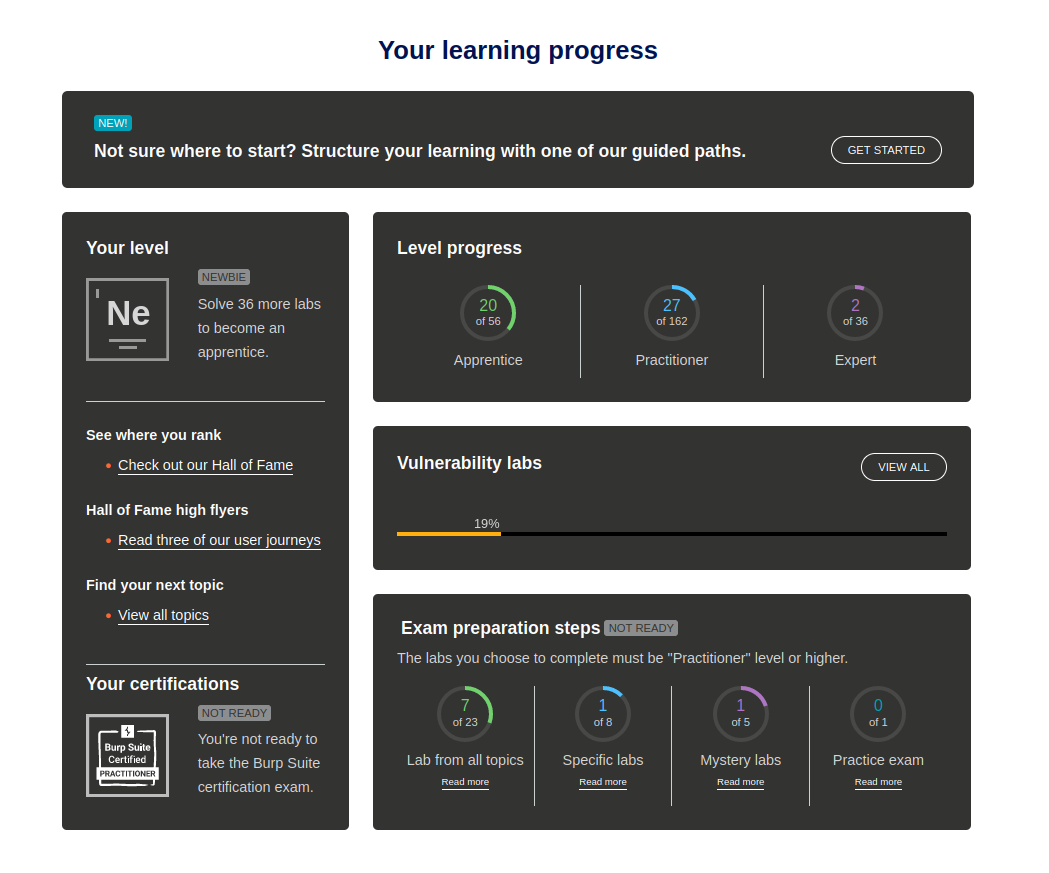 Your learning progress
NEW!
Not sure where to start? Structure your learning with one of our guided paths.
GET STARTED
Your level
Ne
NEWBIE
Solve 36 more labs
to become an
apprentice.
See where you rank
Check out our Hall of Fame
Hall of Fame high flyers
Read three of our user journeys
Find your next topic
View all topics
Your certifications
Burp Suite
Certified
PRACTITIONER
NOT READY
You're not ready to
take the Burp Suite
certification exam.
Level progress
20
of 56
Apprentice
27
of 162
Practitioner
2
of 36
Expert
Vulnerability labs
VIEW ALL
19%
Exam preparation steps NOT READY
The labs you choose to complete must be "Practitioner" level or higher.
7
of 23
Lab from all topics
Read more
1
of 8
Specific labs
Read more
1
of 5
Mystery labs
Read more
0
of 1
Practice exam
Read more